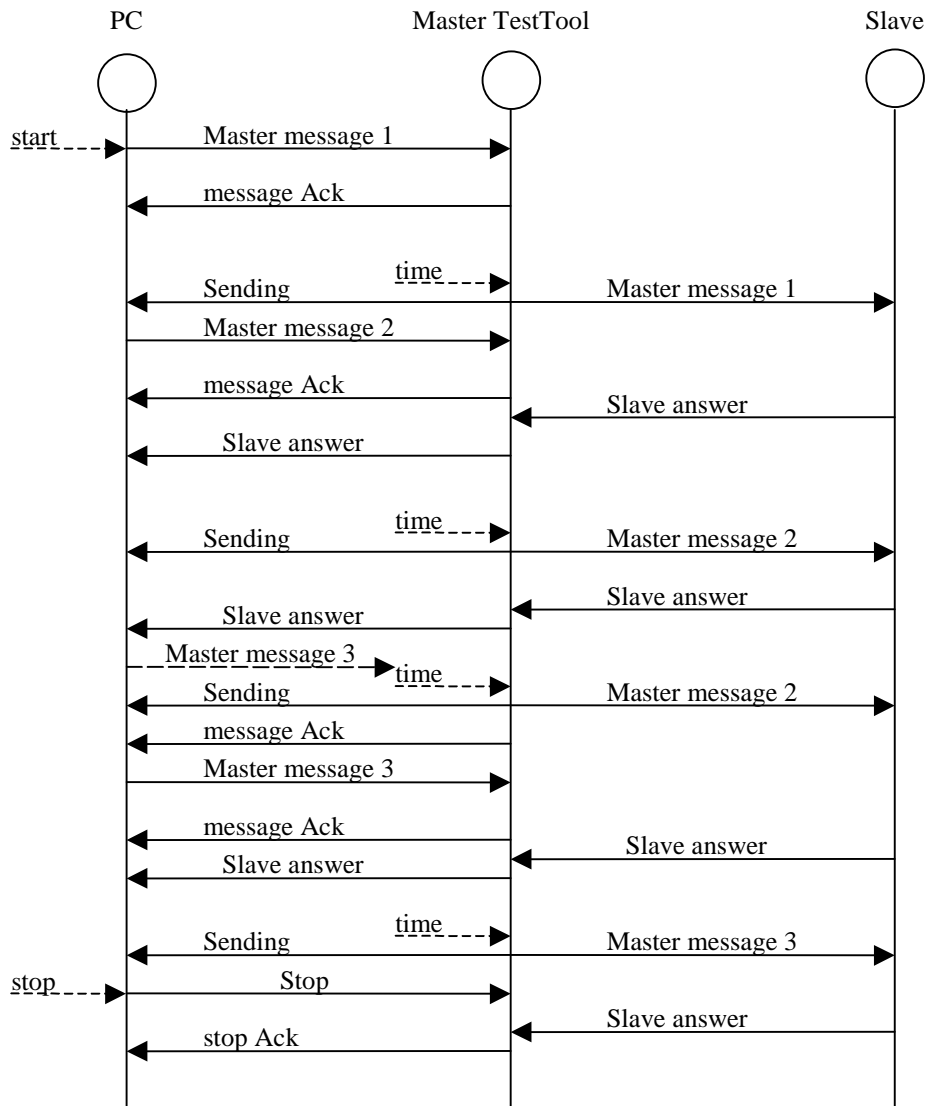 PC Master TestTool Slave
start Master message 1
message Ack
time
Sending Master message 1
Master message 2
message Ack
Slave answer
Slave answer
time
Sending Master message 2
Slave answer
Slave answer
Master message 3
time
Sending Master message 2
message Ack
Master message 3
message Ack
Slave answer
Slave answer
time
Sending Master message 3
stop Stop
Slave answer
stop Ack